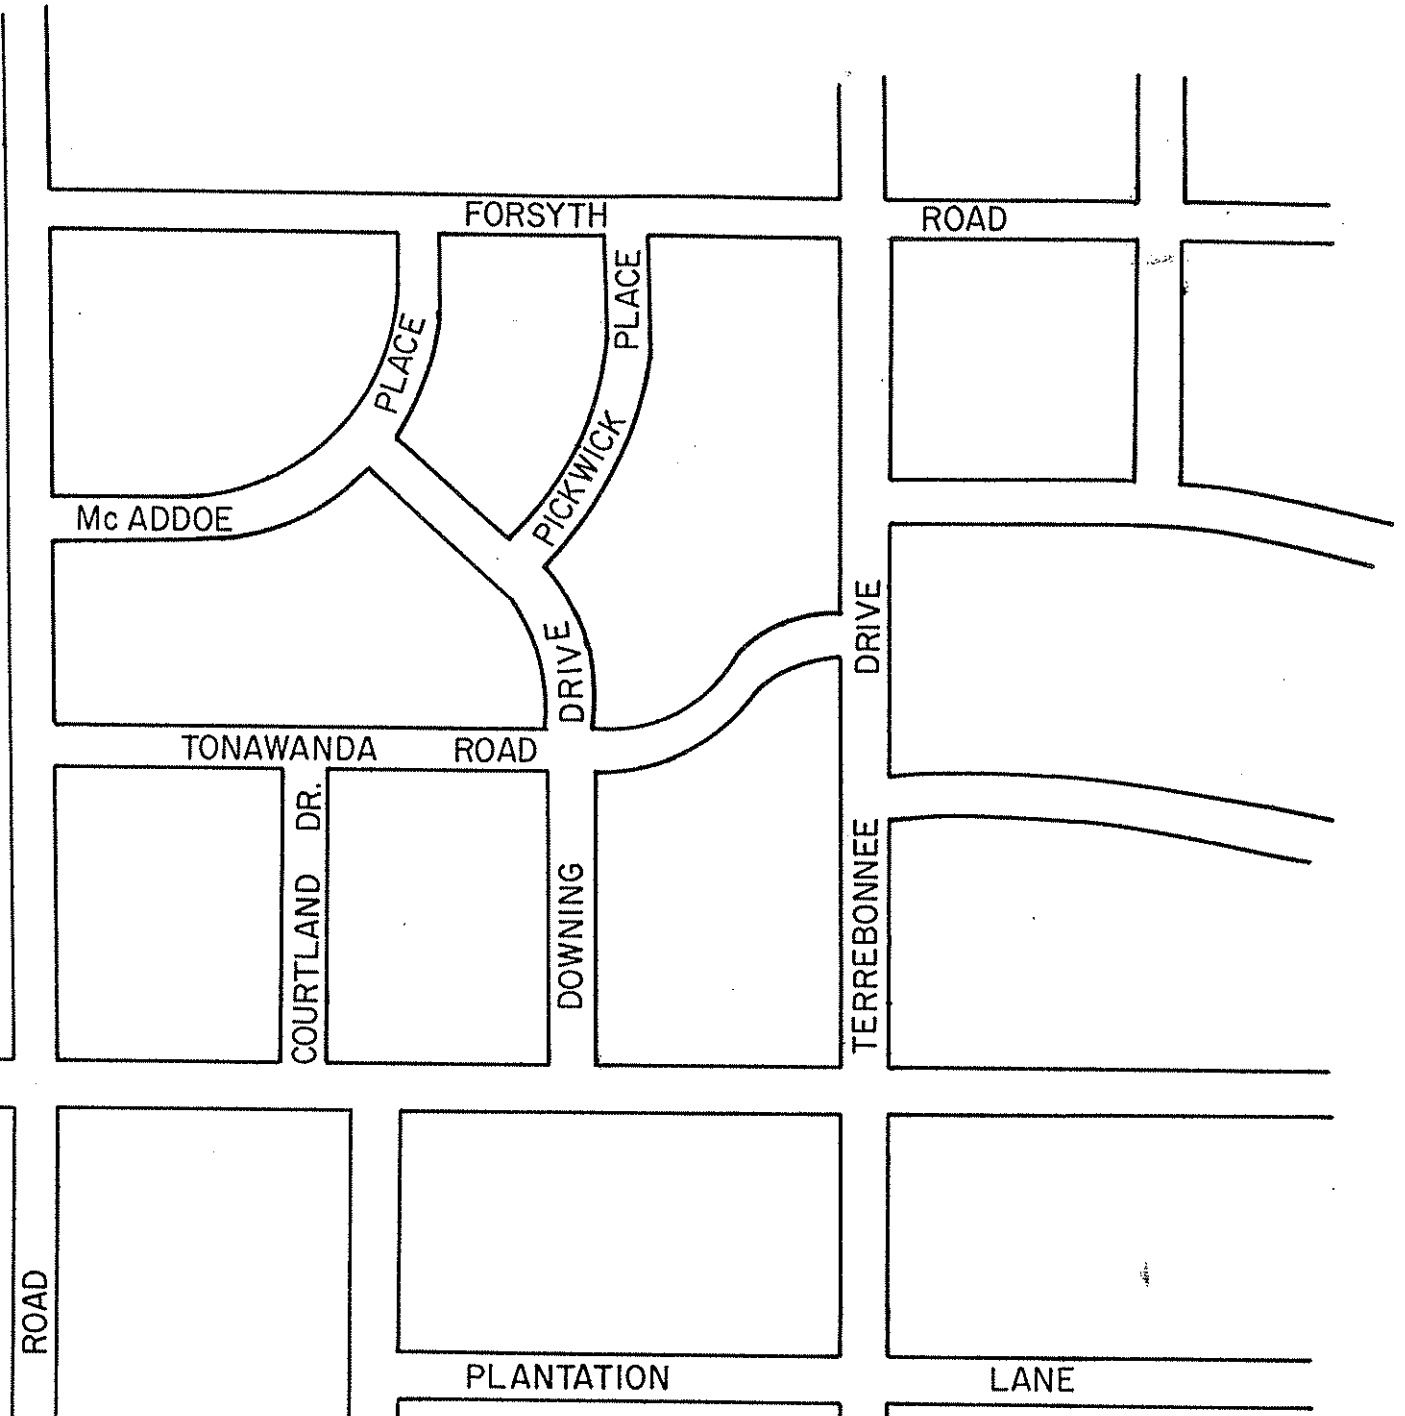 FORSYTH ROAD
PLACE
PICKWICK PLACE
Mc ADDOE
DRIVE
DRIVE
TONAWANDA ROAD
COURTLAND DR.
DOWNING
TERREBONNEE
ROAD
PLANTATION LANE